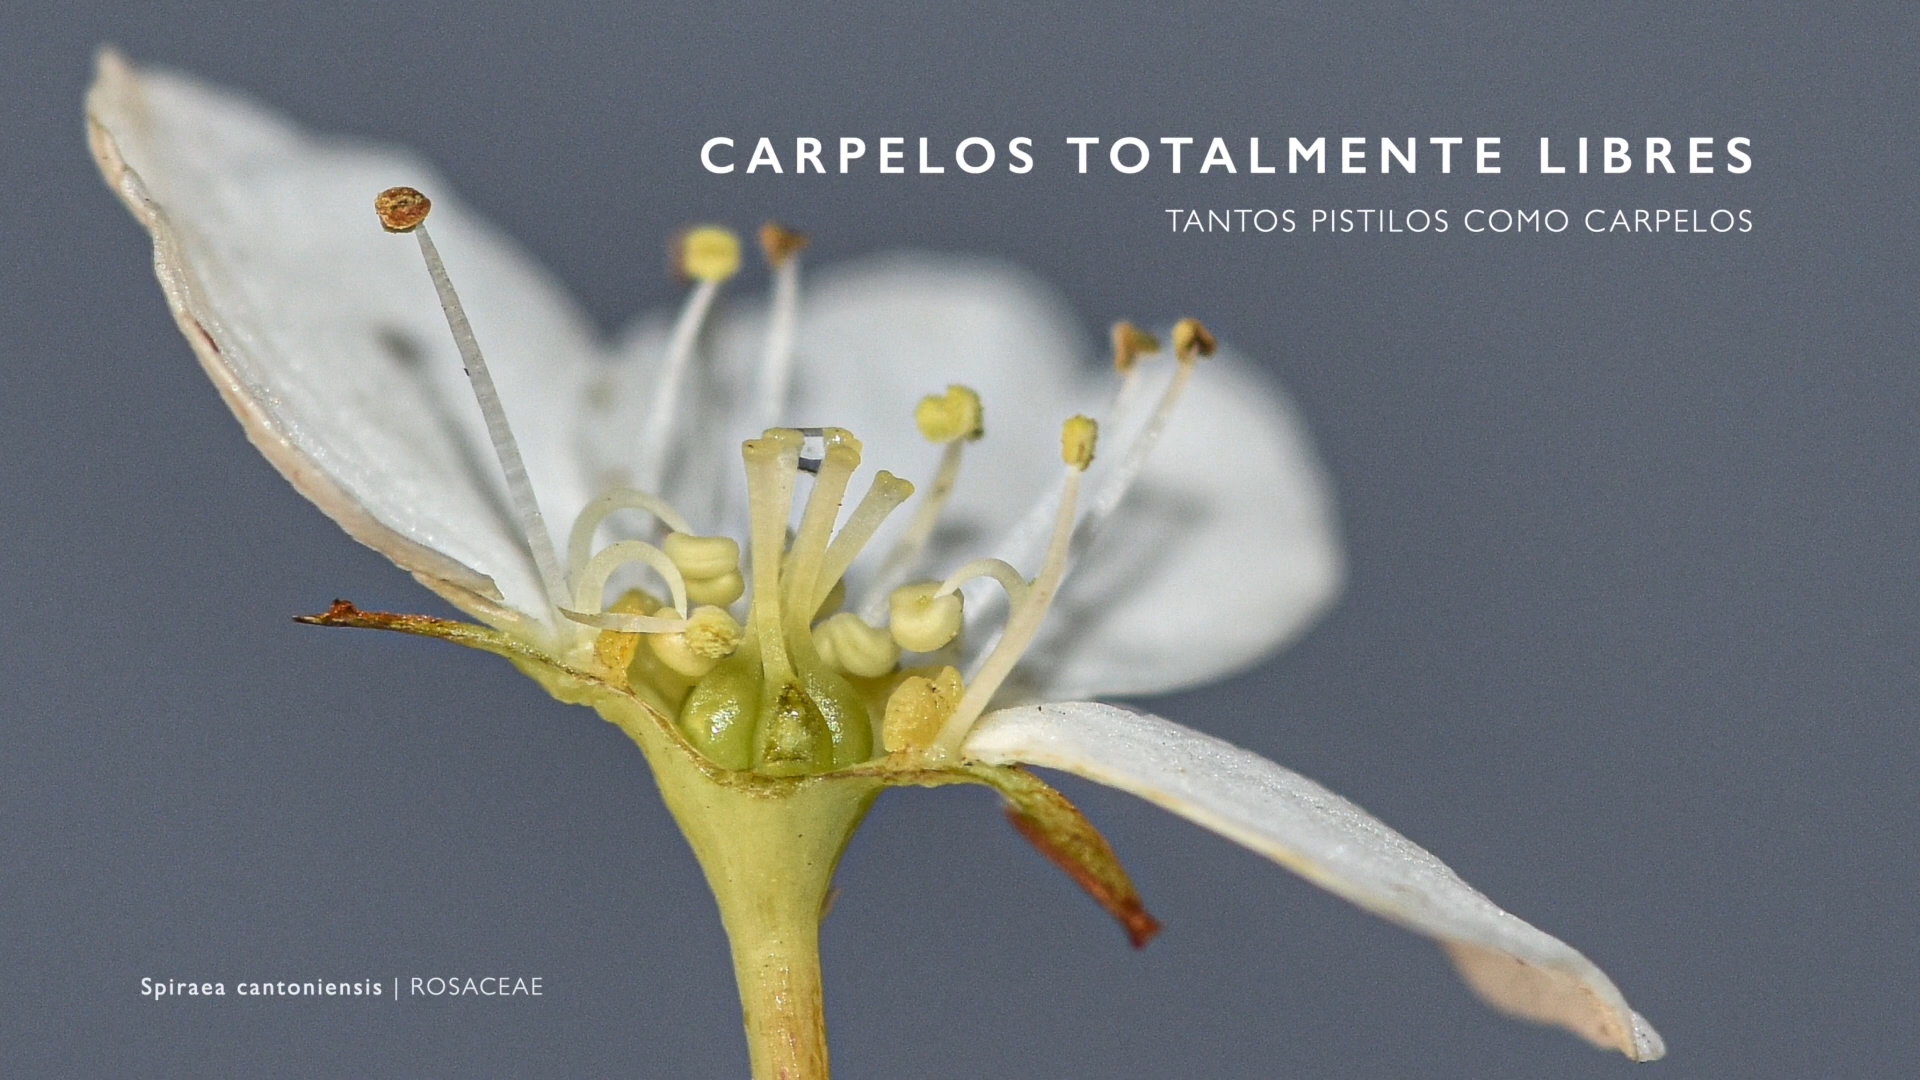 CARPELOS TOTALMENTE LIBRES
TANTOS PISTILOS COMO CARPELOS
Spiraea cantoniensis | ROSACEAE